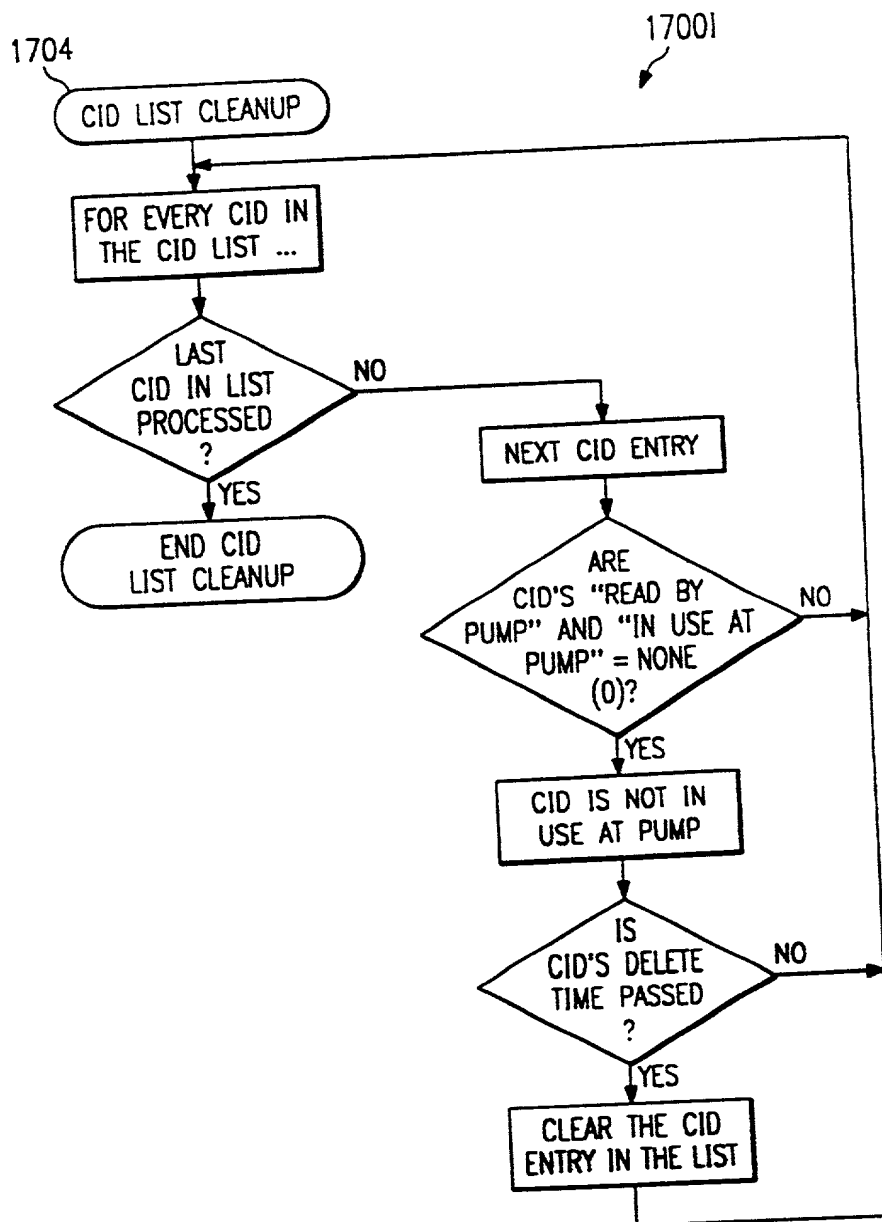 1704
1700I
CID LIST CLEANUP
FOR EVERY CID IN
THE CID LIST ...
LAST
CID IN LIST
PROCESSED
?
NO
YES
END CID
LIST CLEANUP
NEXT CID ENTRY
ARE
CID'S "READ BY
PUMP" AND "IN USE AT
PUMP" = NONE
(0)?
NO
YES
CID IS NOT IN
USE AT PUMP
IS
CID'S DELETE
TIME PASSED
?
NO
YES
CLEAR THE CID
ENTRY IN THE LIST